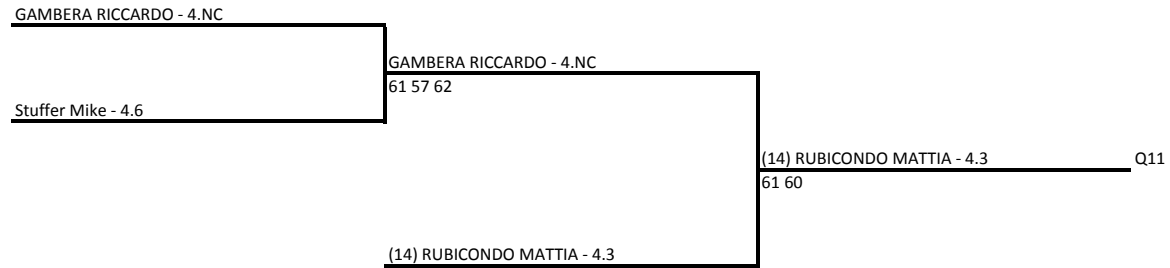 GAMBERA RICCARDO - 4.NC
GAMBERA RICCARDO - 4.NC
61 57 62
Stuffer Mike - 4.6
(14) RUBICONDO MATTIA - 4.3 Q11
61 60
(14) RUBICONDO MATTIA - 4.3